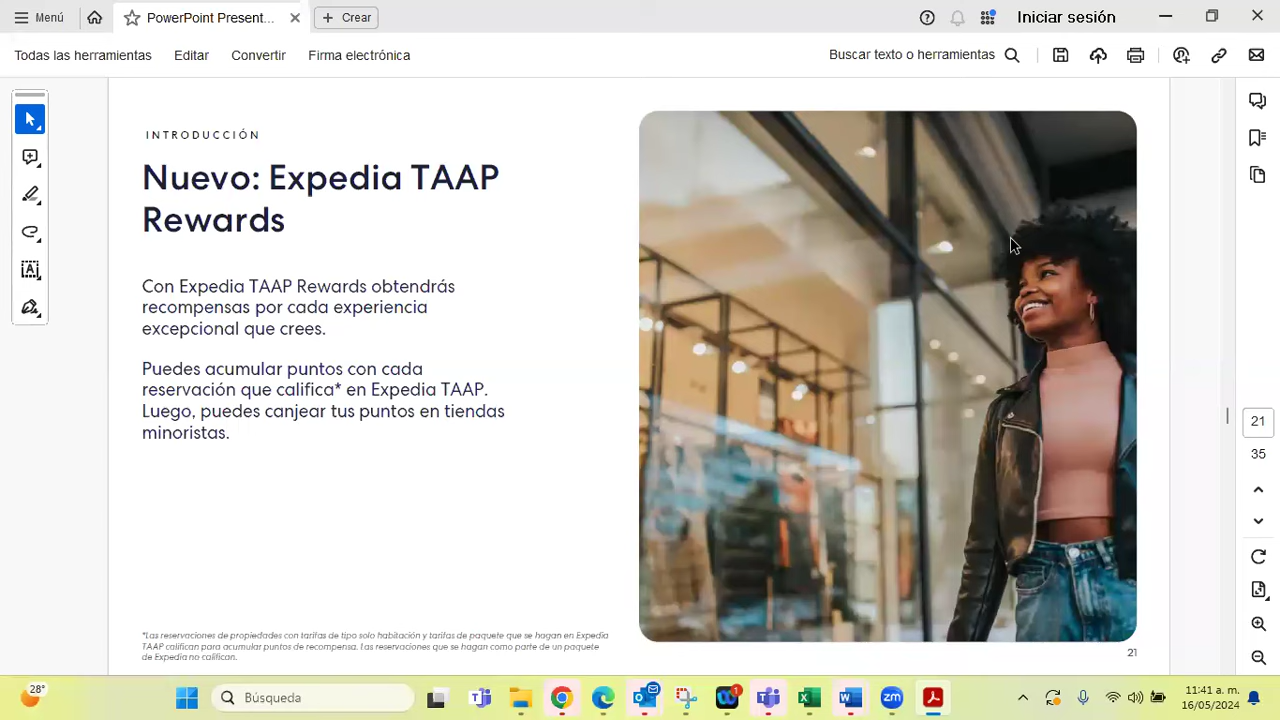 Menú
PowerPoint Present...
Crear
Iniciar sesión
Todas las herramientas
Editar
Convertir
Firma electrónica
Buscar texto o herramientas
INTRODUCCIÓN
Nuevo: Expedia TAAP
Rewards
Con Expedia TAAP Rewards obtendrás
recompensas por cada experiencia
excepcional que crees.
Puedes acumular puntos con cada
reservación que califica* en Expedia TAAP.
Luego, puedes canjear tus puntos en tiendas
minoristas.
*Las reservaciones de propiedades con tarifas de tipo solo habitación y tarifas de paquete que se hagan en Expedia
TAAP califican para acumular puntos de recompensa. Las reservaciones que se hagan como parte de un paquete
de Expedia no califican.
21
21
35
28°
Búsqueda
1
zm
11:41 a. m.
16/05/2024